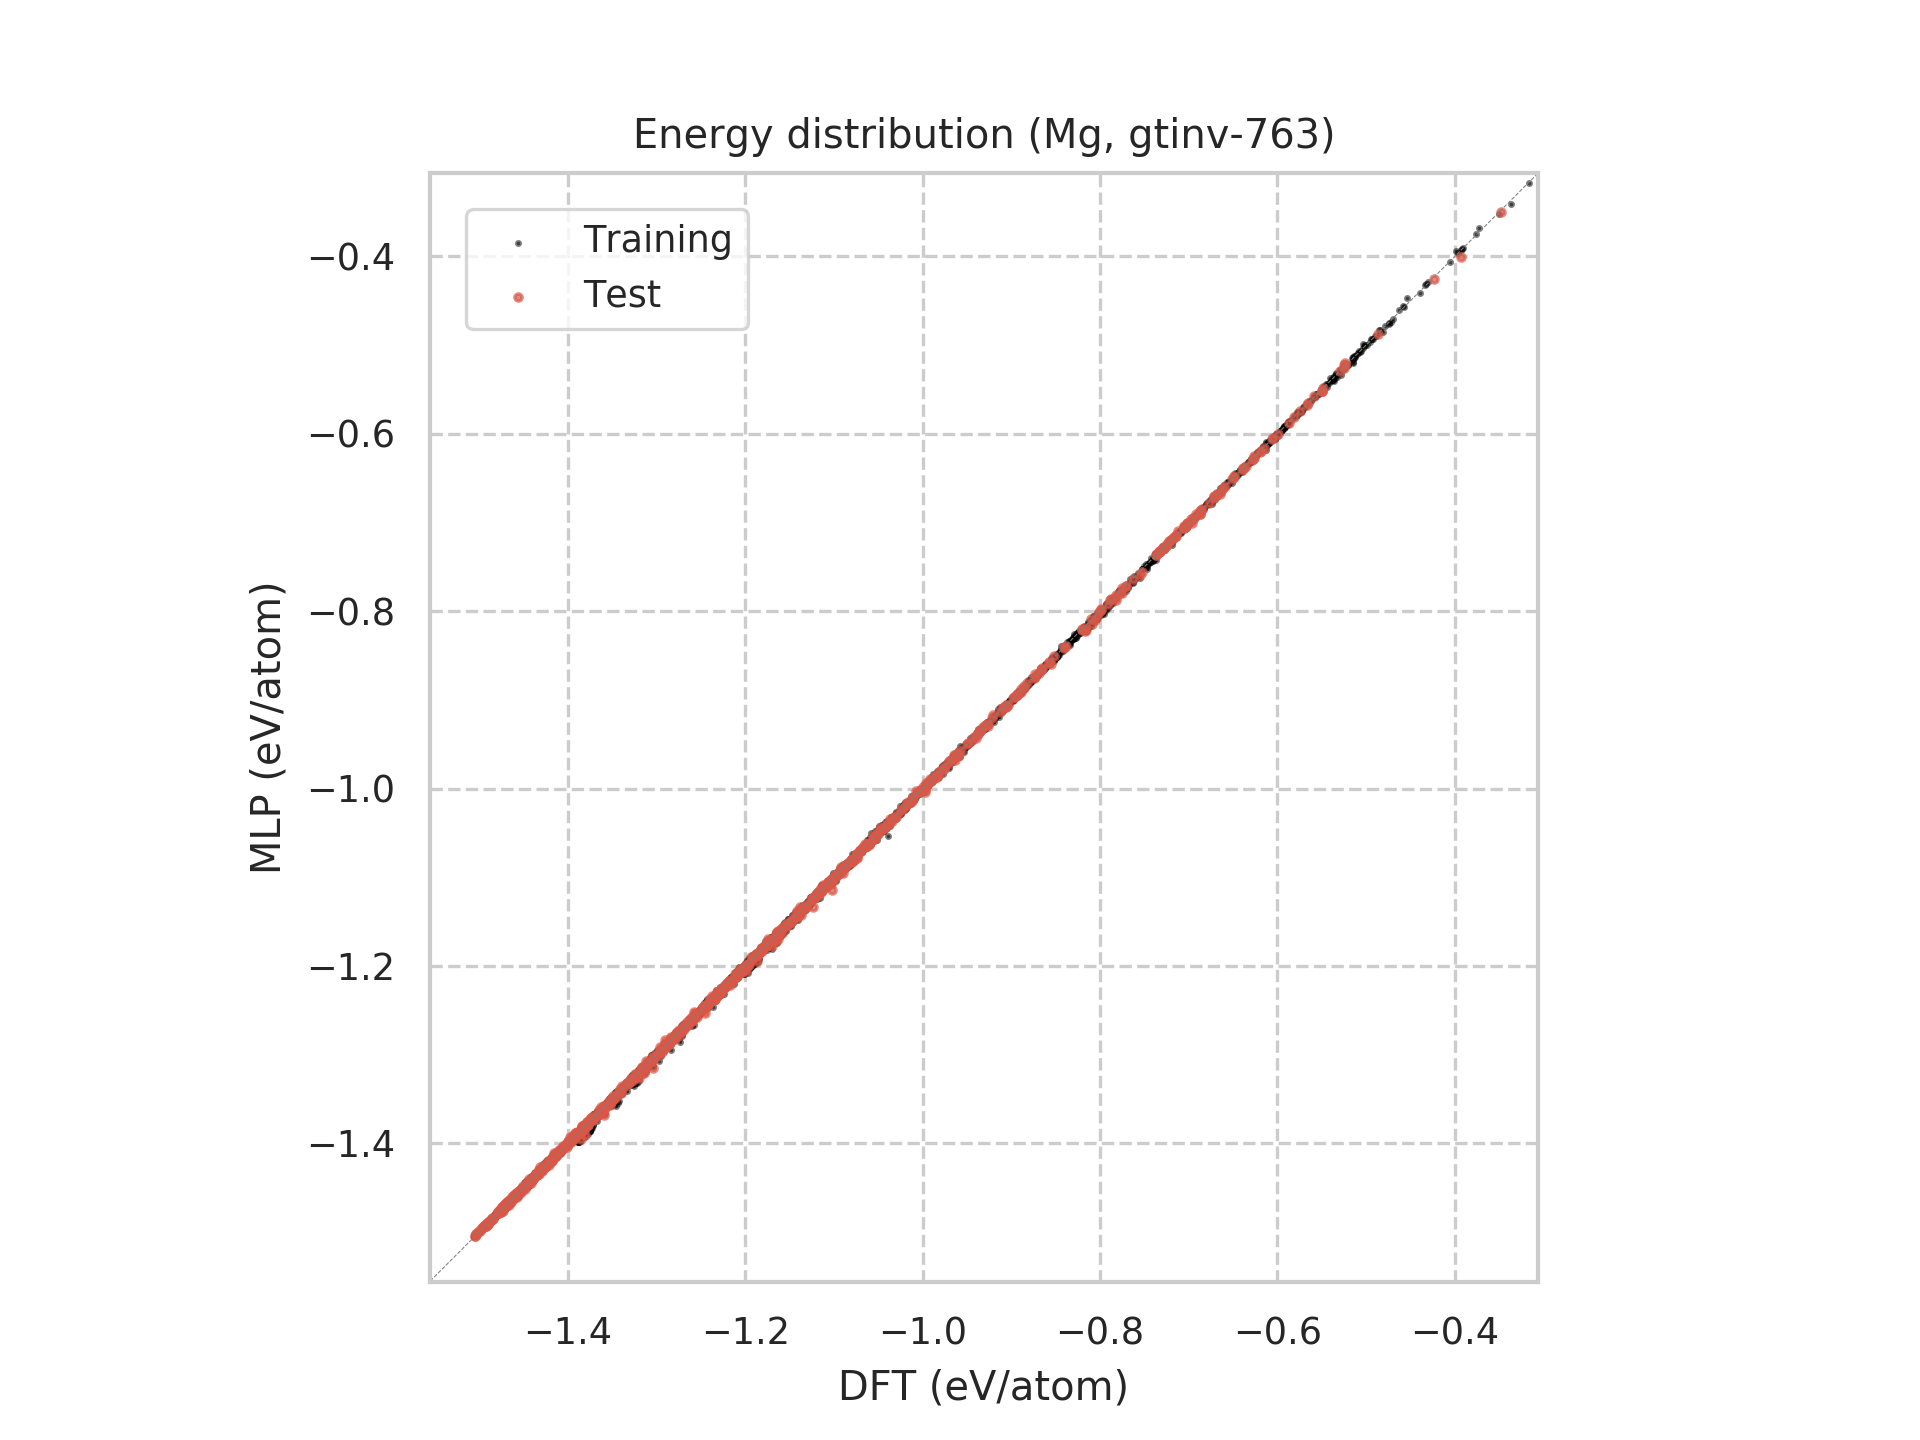 Energy distribution (Mg, gtinv-763)
Training
Test
−0.4
−0.6
−0.8
−1.0
−1.2
−1.4
MLP (eV/atom)
−1.4 −1.2 −1.0 −0.8 −0.6 −0.4
DFT (eV/atom)